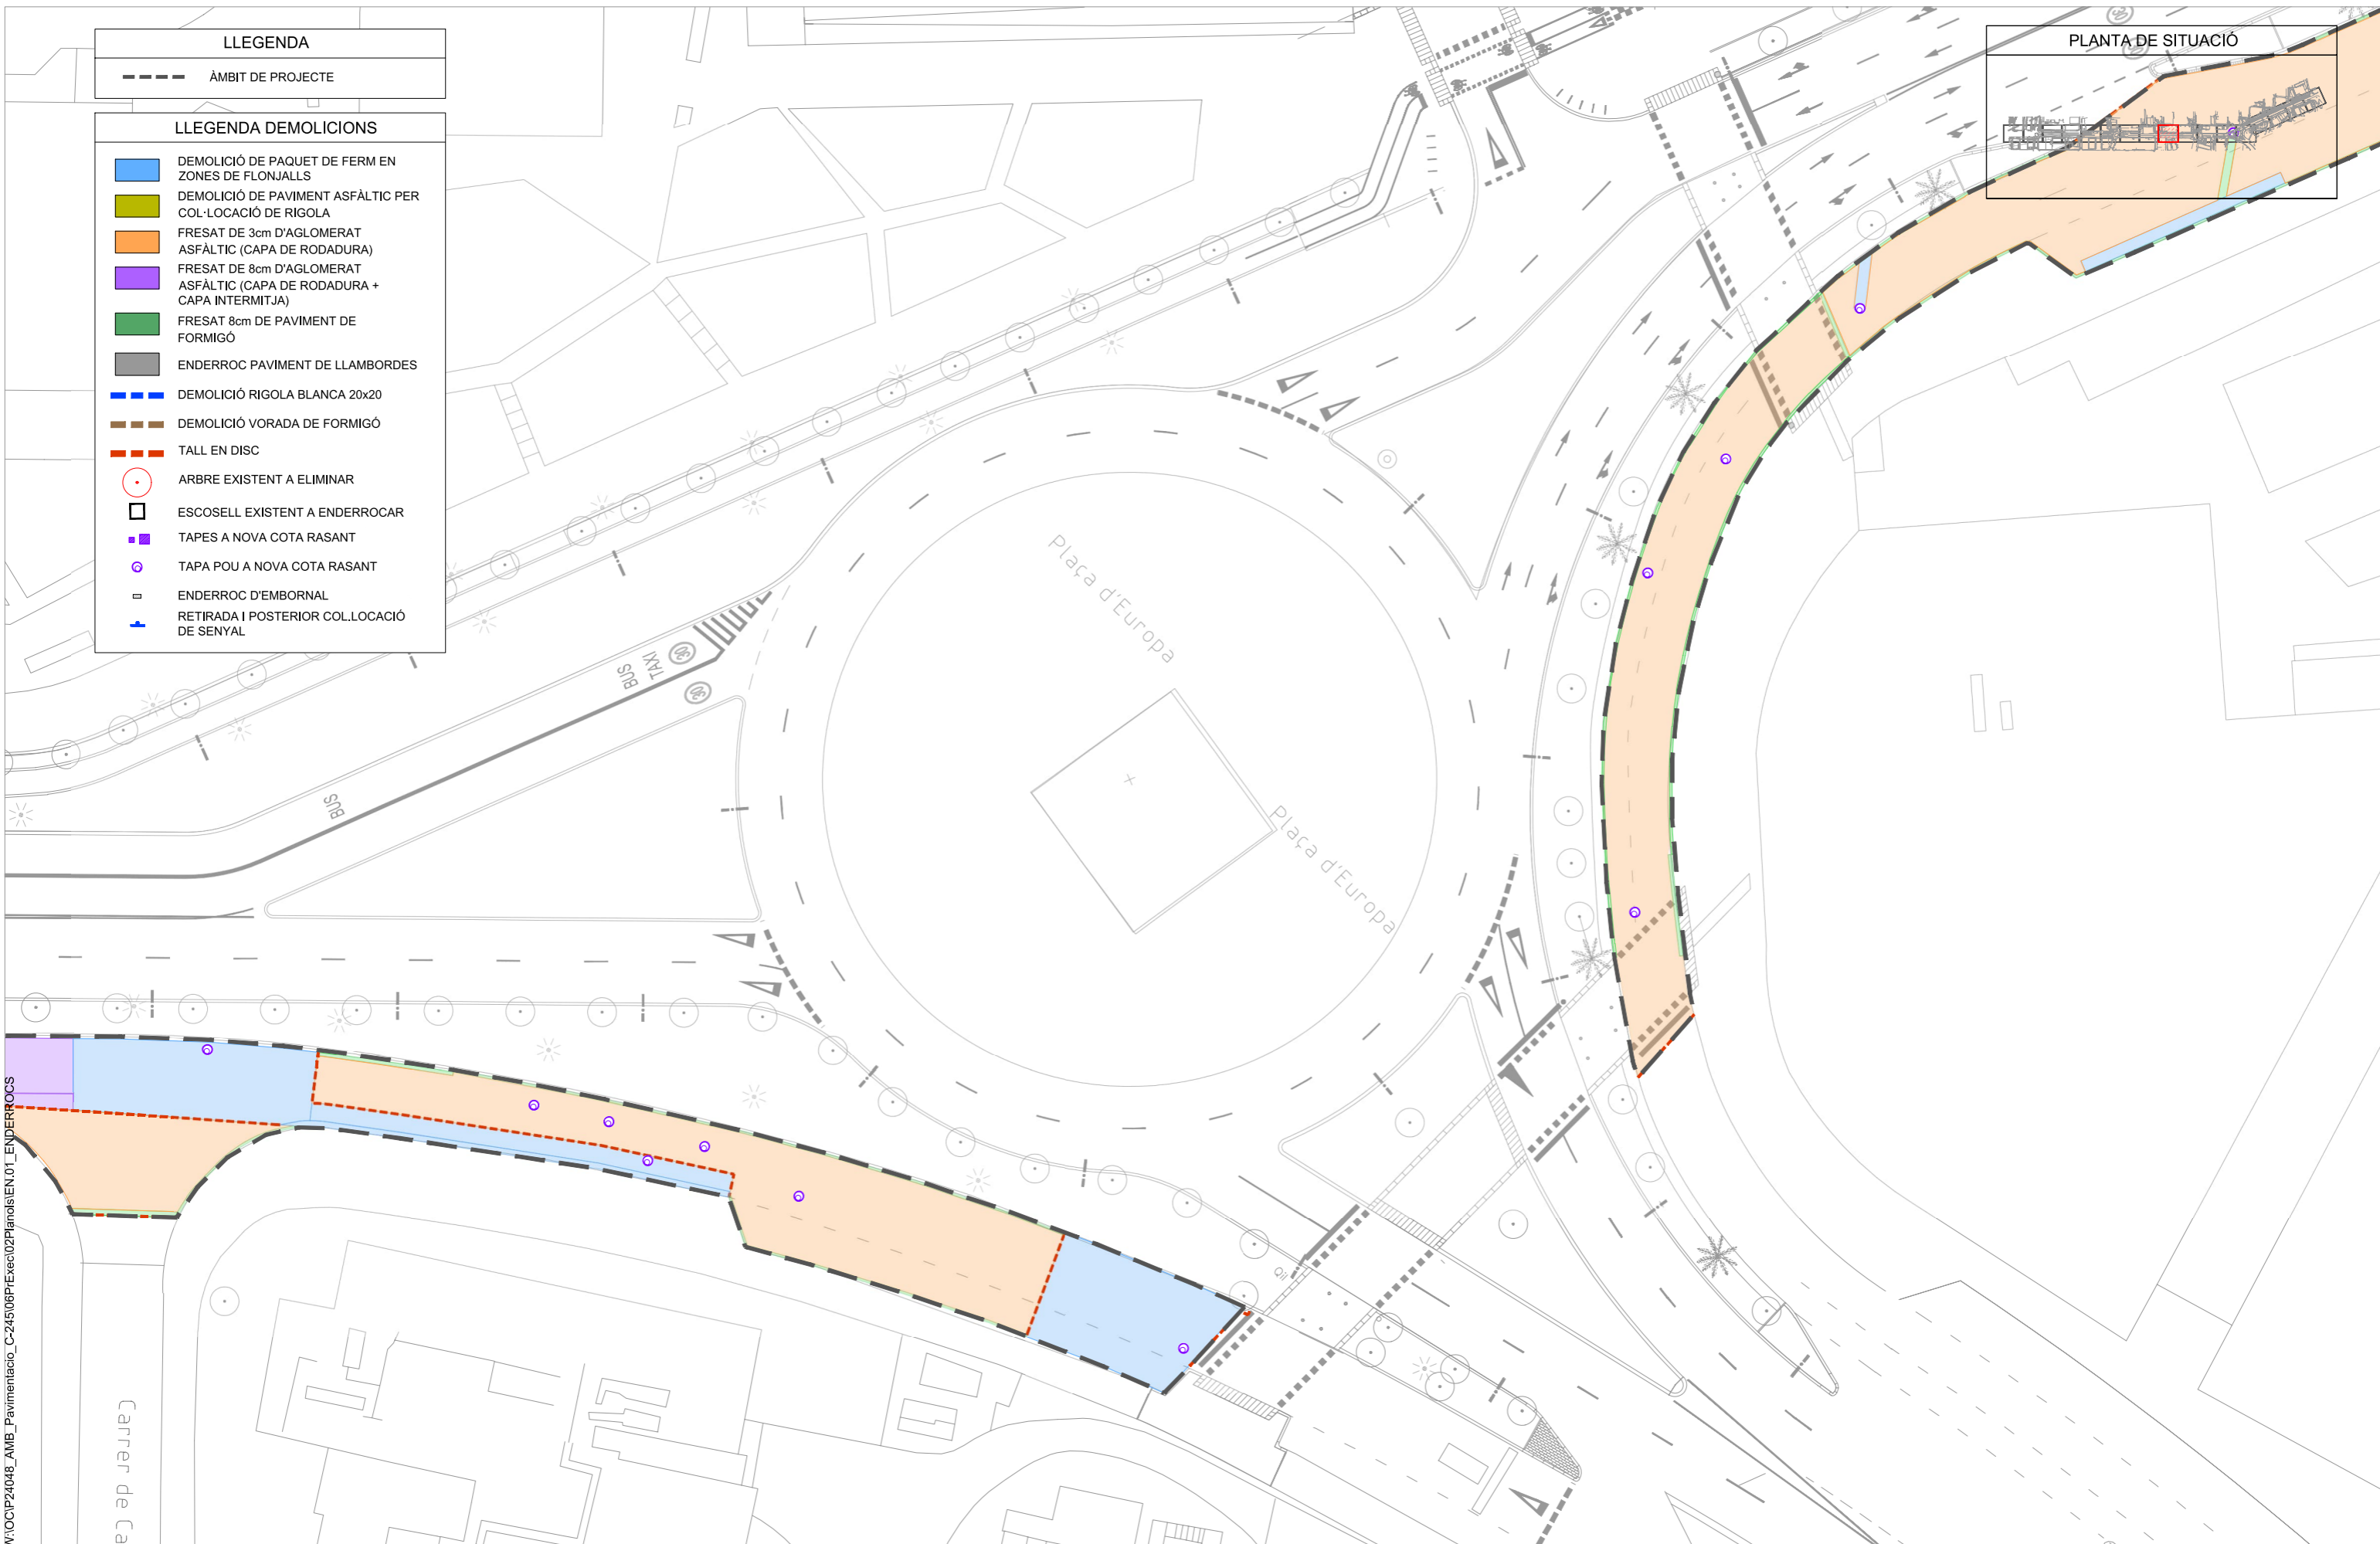 LLEGENDA
ÀMBIT DE PROJECTE
LLEGENDA DEMOLICIONS
DEMOLICIÓ DE PAQUET DE FERM EN
ZONES DE FLONJALLS
DEMOLICIÓ DE PAVIMENT ASFÀLTIC PER
COL·LOCACIÓ DE RIGOLA
FRESAT DE 3cm D'AGLOMERAT
ASFÀLTIC (CAPA DE RODADURA)
FRESAT DE 8cm D'AGLOMERAT
ASFÀLTIC (CAPA DE RODADURA +
CAPA INTERMITJA)
FRESAT 8cm DE PAVIMENT DE
FORMIGÓ
ENDERROC PAVIMENT DE LLAMBORDES
DEMOLICIÓ RIGOLA BLANCA 20x20
DEMOLICIÓ VORADA DE FORMIGÓ
TALL EN DISC
ARBRE EXISTENT A ELIMINAR
ESCOSELL EXISTENT A ENDERROCAR
TAPES A NOVA COTA RASANT
TAPA POU A NOVA COTA RASANT
ENDERROC D'EMBORNAL
RETIRADA I POSTERIOR COL.LOCACIÓ
DE SENYAL
PLANTA DE SITUACIÓ
Plaça d'Europa
Plaça d'Europa
BUS
TAXI
30
30
BUS
Carrer de Ca
W:\OC\P24048_AMB_Pavimentacio_C-245\06PrExec\02Planols\EN.01_ENDERROCS